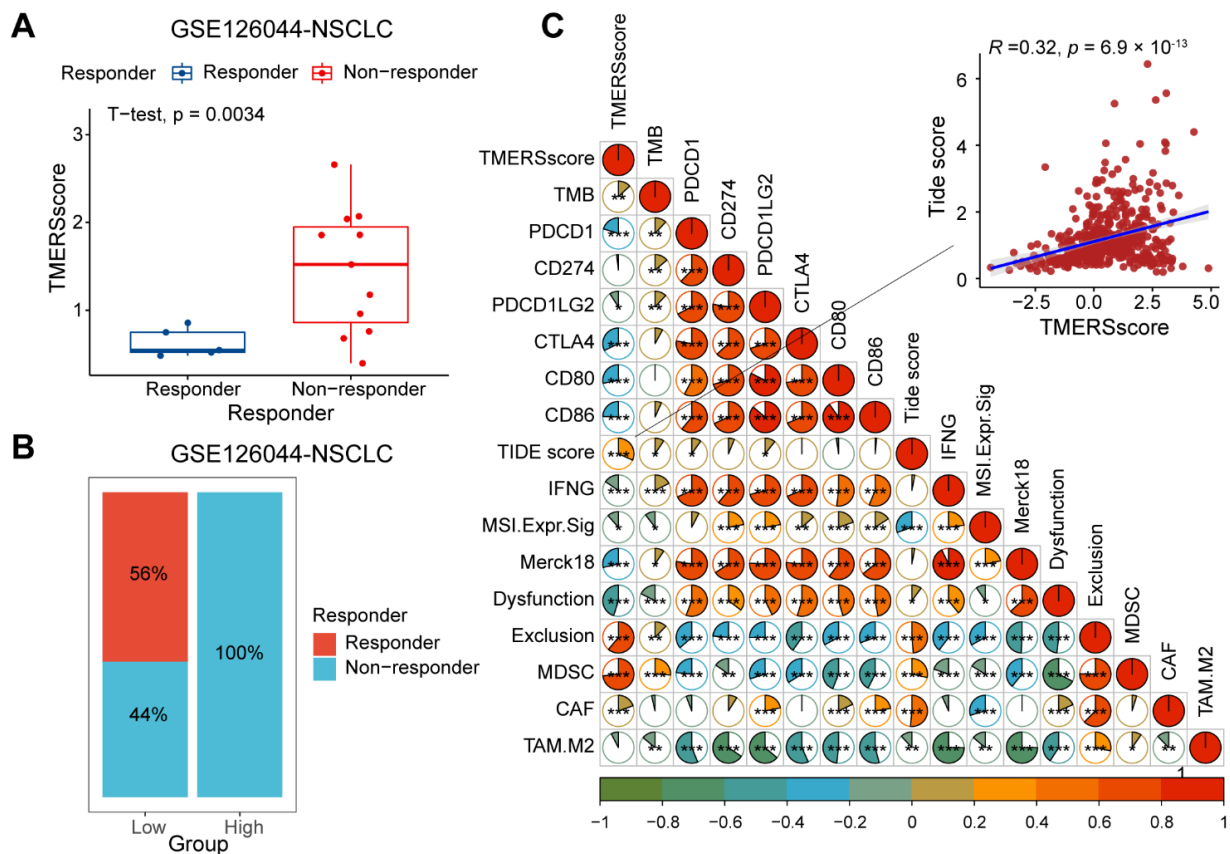 A
GSE126044-NSCLC
Responder Responder Non-responder
T-test, p = 0.0034
TMERSscore
3
2
1
Responder Non-responder
Responder
B
GSE126044-NSCLC
56%
44%
100%
Low High
Group
Responder
Responder
Non-responder
C
TMERSscore
TMB
PDCD1
CD274
PDCD1LG2
CTLA4
CD80
CD86
Tide score
IFNG
MSI.Expr.Sig
Merck18
Dysfunction
Exclusion
MDSC
CAF
TAM.M2
TMERSscore
TMB
**
PDCD1
*** **
CD274
** ***
PDCD1LG2
* ** *** ***
CTLA4
*** *** *** ***
CD80
*** *** *** *** ***
CD86
*** *** *** *** *** ***
TIDE score
*** * * * *
IFNG
*** *** *** *** *** *** *** ***
MSI.Expr.Sig
* * *** *** ** *** *** *** ***
Merck18
*** * *** *** *** *** *** *** *** ***
Dysfunction
*** *** *** *** *** *** *** *** * *** * ***
Exclusion
*** ** *** *** *** *** *** *** *** *** *** *** ***
MDSC
*** *** *** ** *** *** *** *** *** *** *** *** *** ***
CAF
*** *** *** *** *** *** *** ***
TAM.M2
** *** *** *** *** *** *** ** *** ** *** *** *** * **
1
−1 −0.8 −0.6 −0.4 −0.2 0 0.2 0.4 0.6 0.8 1
R =0.32, p = 6.9 × 10-13
Tide score
6
4
2
0
−2.5 0.0 2.5 5.0
TMERSscore